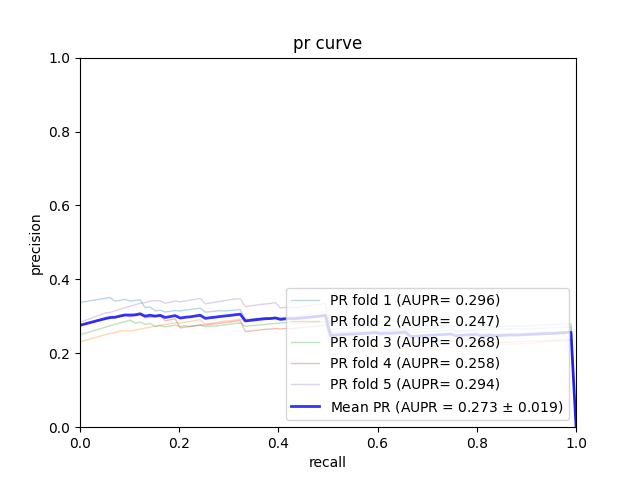 pr curve
1.0
0.8
0.6
0.4
0.2
0.0
precision
PR fold 1 (AUPR= 0.296)
PR fold 2 (AUPR= 0.247)
PR fold 3 (AUPR= 0.268)
PR fold 4 (AUPR= 0.258)
PR fold 5 (AUPR= 0.294)
Mean PR (AUPR = 0.273 ± 0.019)
0.0 0.2 0.4 0.6 0.8 1.0
recall